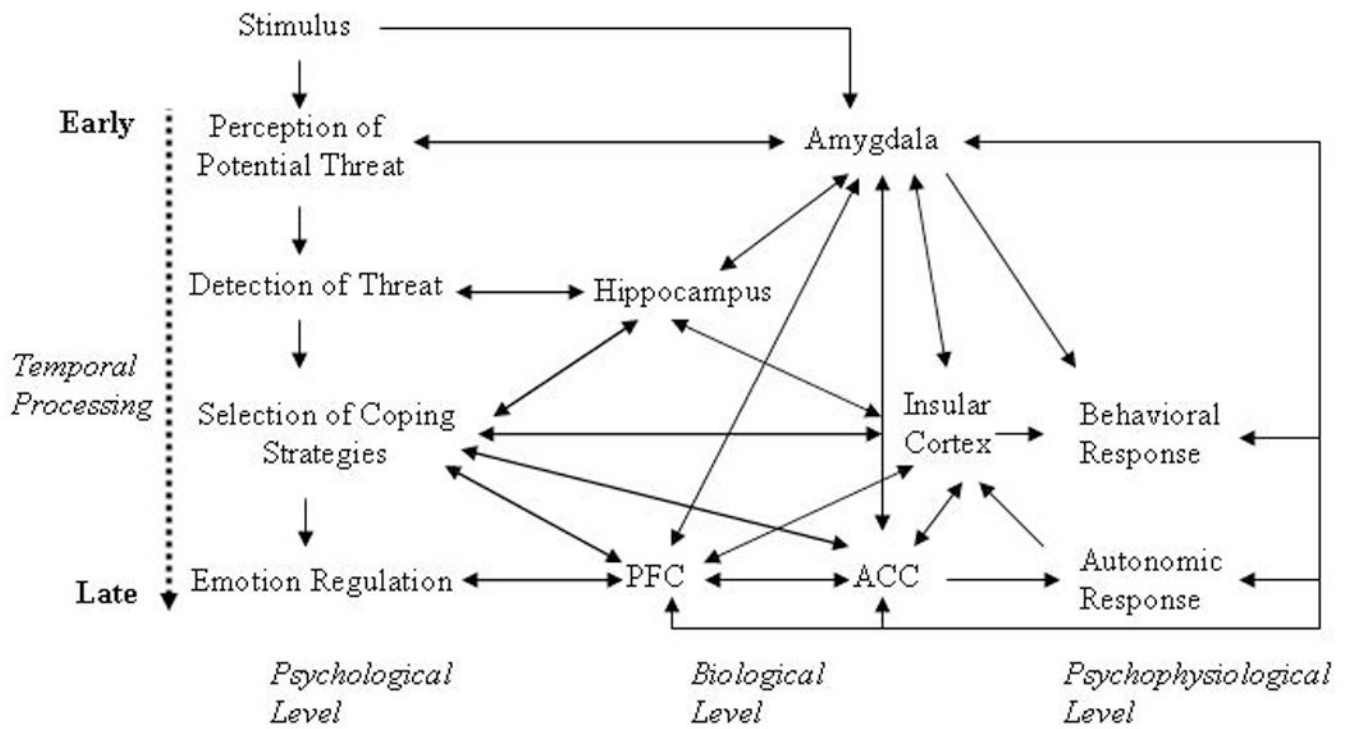 Stimulus
Early
Perception of
Potential Threat
Amygdala
Detection of Threat
Hippocampus
Temporal
Processing
Selection of Coping
Strategies
Insular
Cortex
Behavioral
Response
Late
Emotion Regulation
PFC
ACC
Autonomic
Response
Psychological
Level
Biological
Level
Psychophysiological
Level